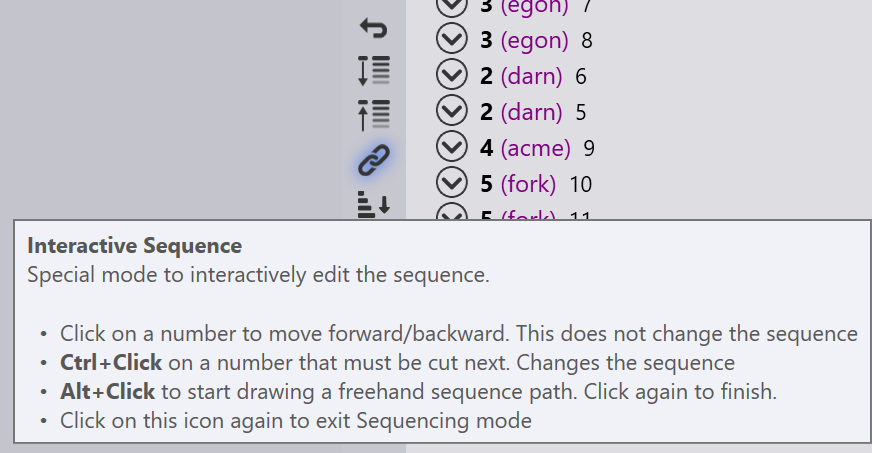 3 (egon) 7
3 (egon) 8
2 (darn) 6
2 (darn) 5
4 (acme) 9
5 (fork) 10
5 (fork) 11
Interactive Sequence
Special mode to interactively edit the sequence.
• Click on a number to move forward/backward. This does not change the sequence
• Ctrl+Click on a number that must be cut next. Changes the sequence
• Alt+Click to start drawing a freehand sequence path. Click again to finish.
• Click on this icon again to exit Sequencing mode